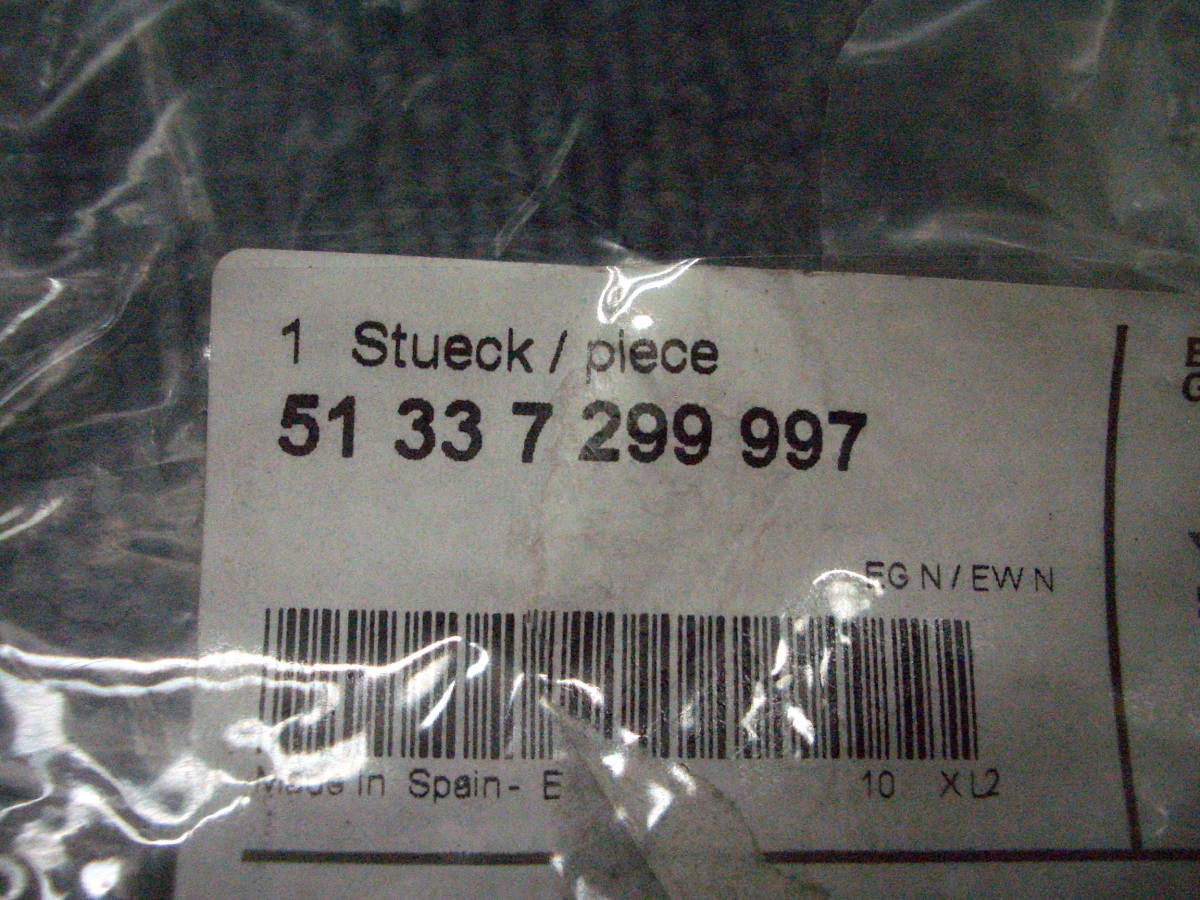 1 Stueck / piece
51 33 7 299 997
EG N / EW N
Made in Spain - E
10 XL2